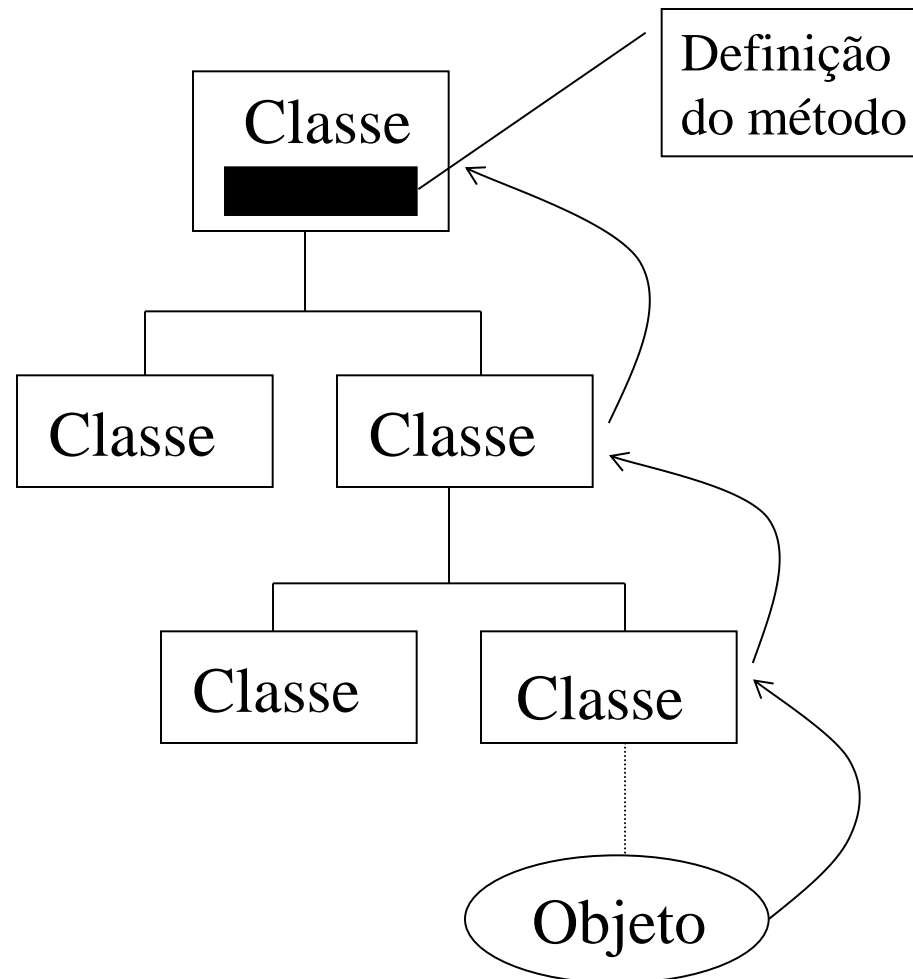 Definição
do método
Classe
Classe
Classe
Classe
Classe
Objeto